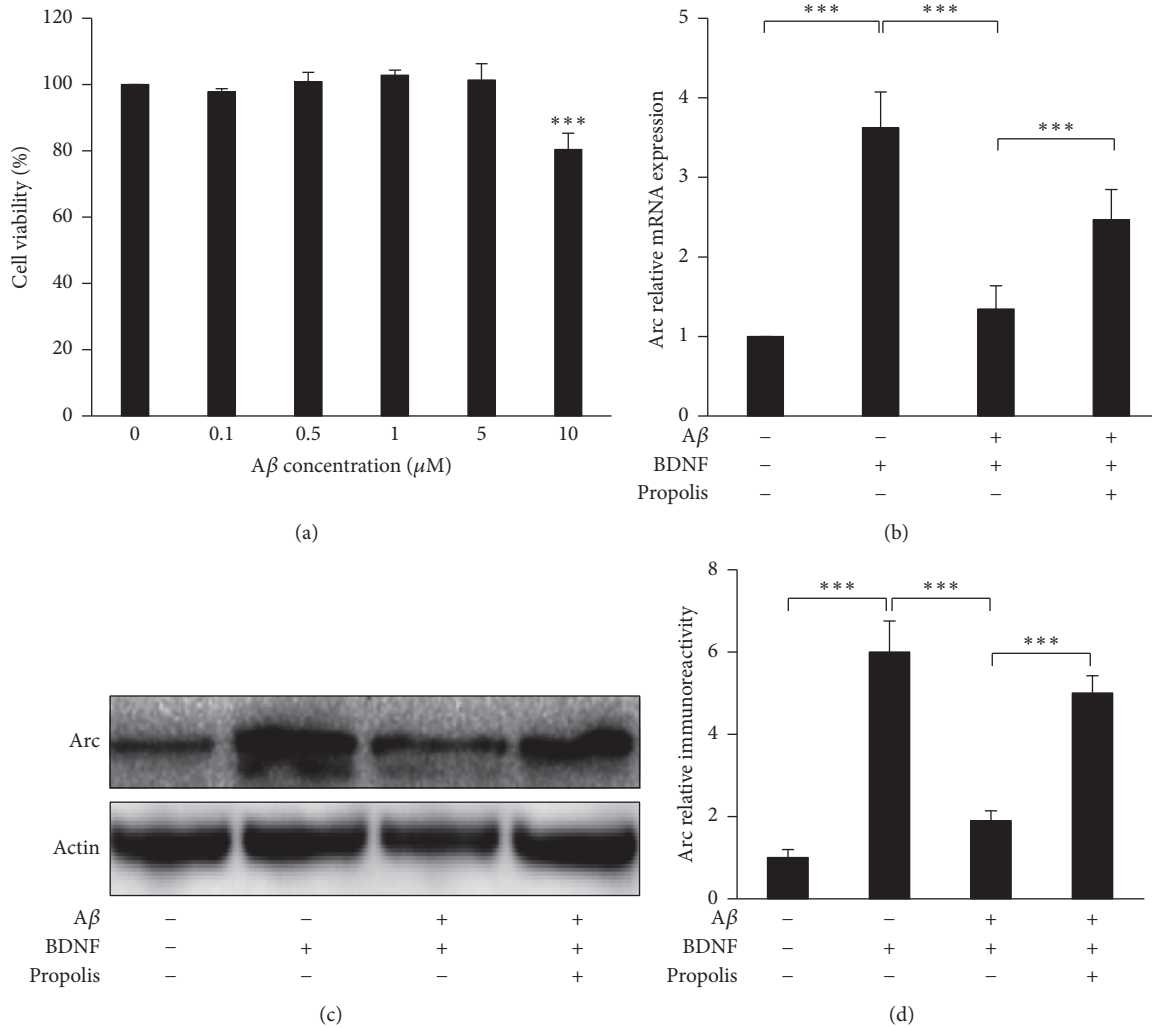 120
100
80
60
40
20
0
Cell viability (%)
***
0 0.1 0.5 1 5 10
Aβ concentration (μM)
(a)
5
4
3
2
1
0
Arc relative mRNA expression
*** ***
***
Aβ − − + +
BDNF − + + +
Propolis − − − +
(b)
Arc
Actin
Aβ − − + +
BDNF − + + +
Propolis − − − +
(c)
8
6
4
2
0
Arc relative immunoreactivity
*** ***
***
Aβ − − + +
BDNF − + + +
Propolis − − − +
(d)